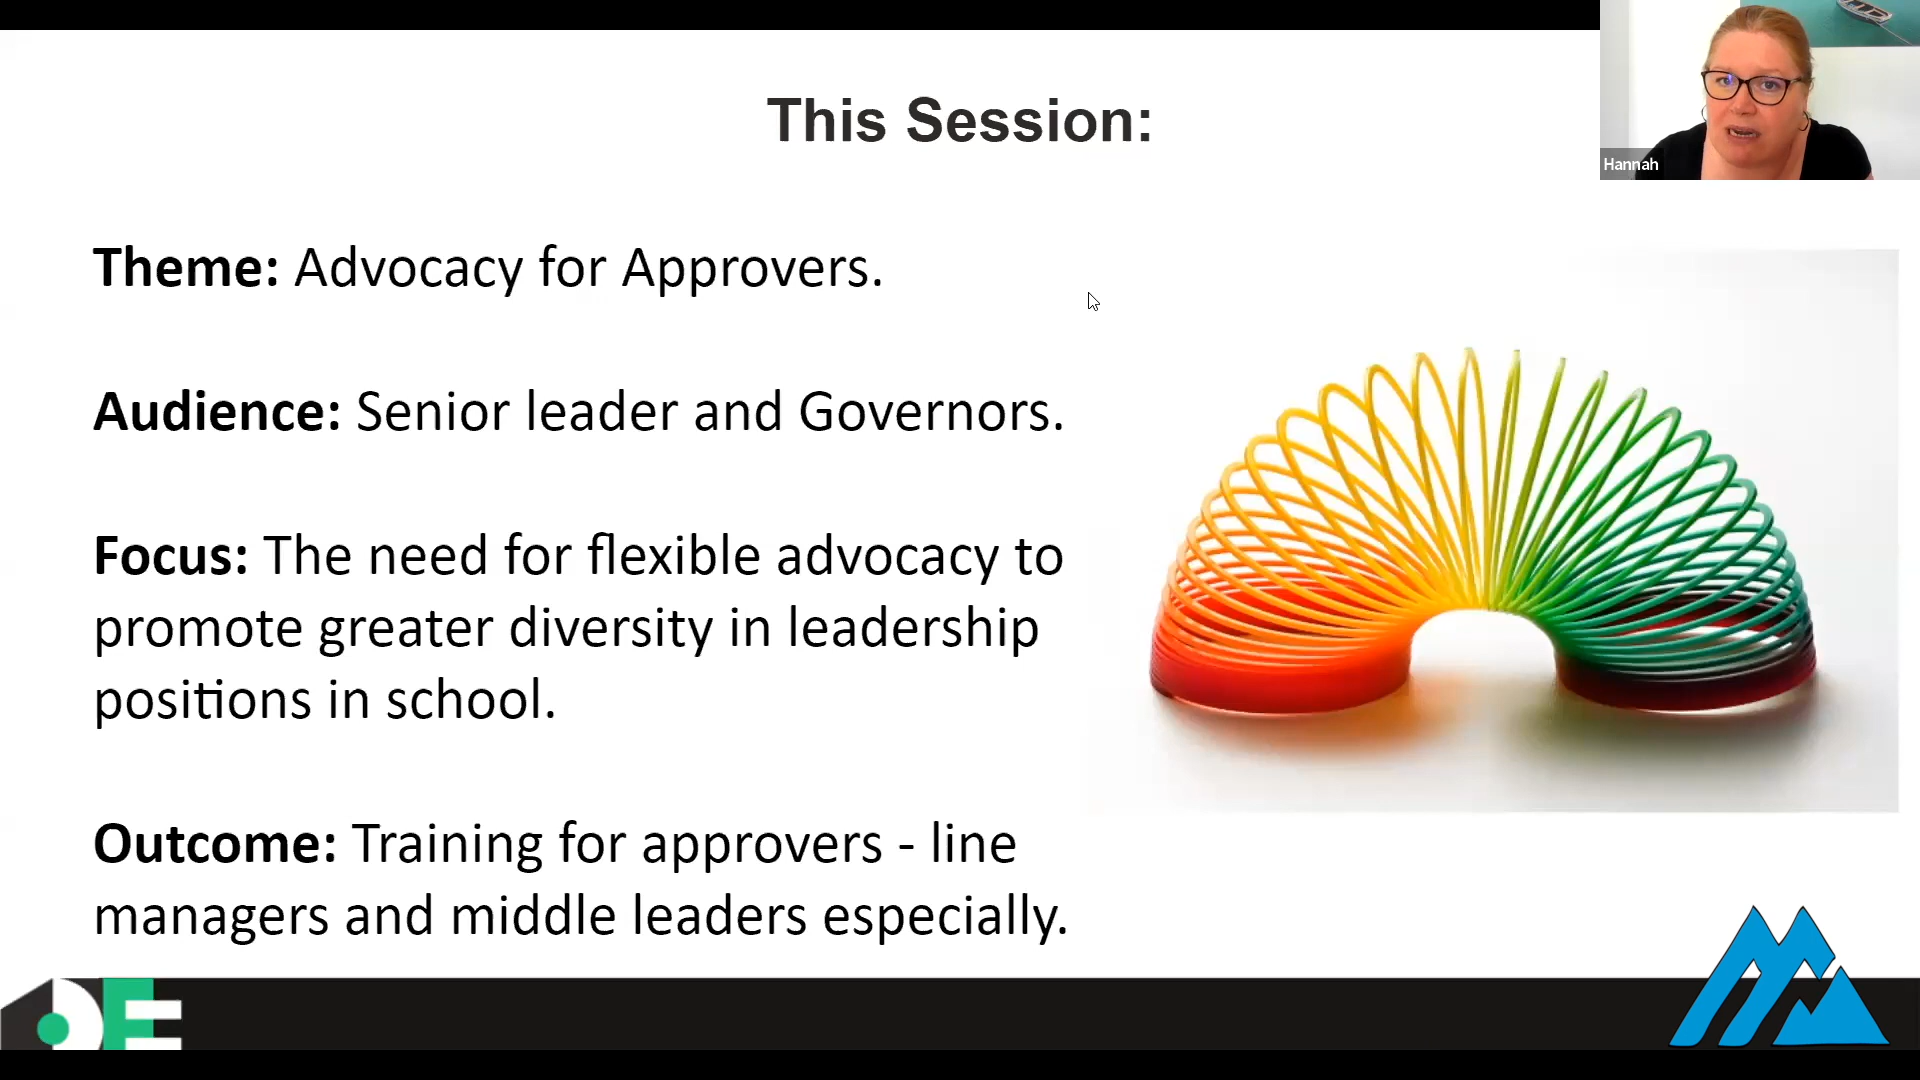 This Session:
Hannah
Theme: Advocacy for Approvers.
Audience: Senior leader and Governors.
Focus: The need for flexible advocacy to
promote greater diversity in leadership
positions in school.
Outcome: Training for approvers - line
managers and middle leaders especially.